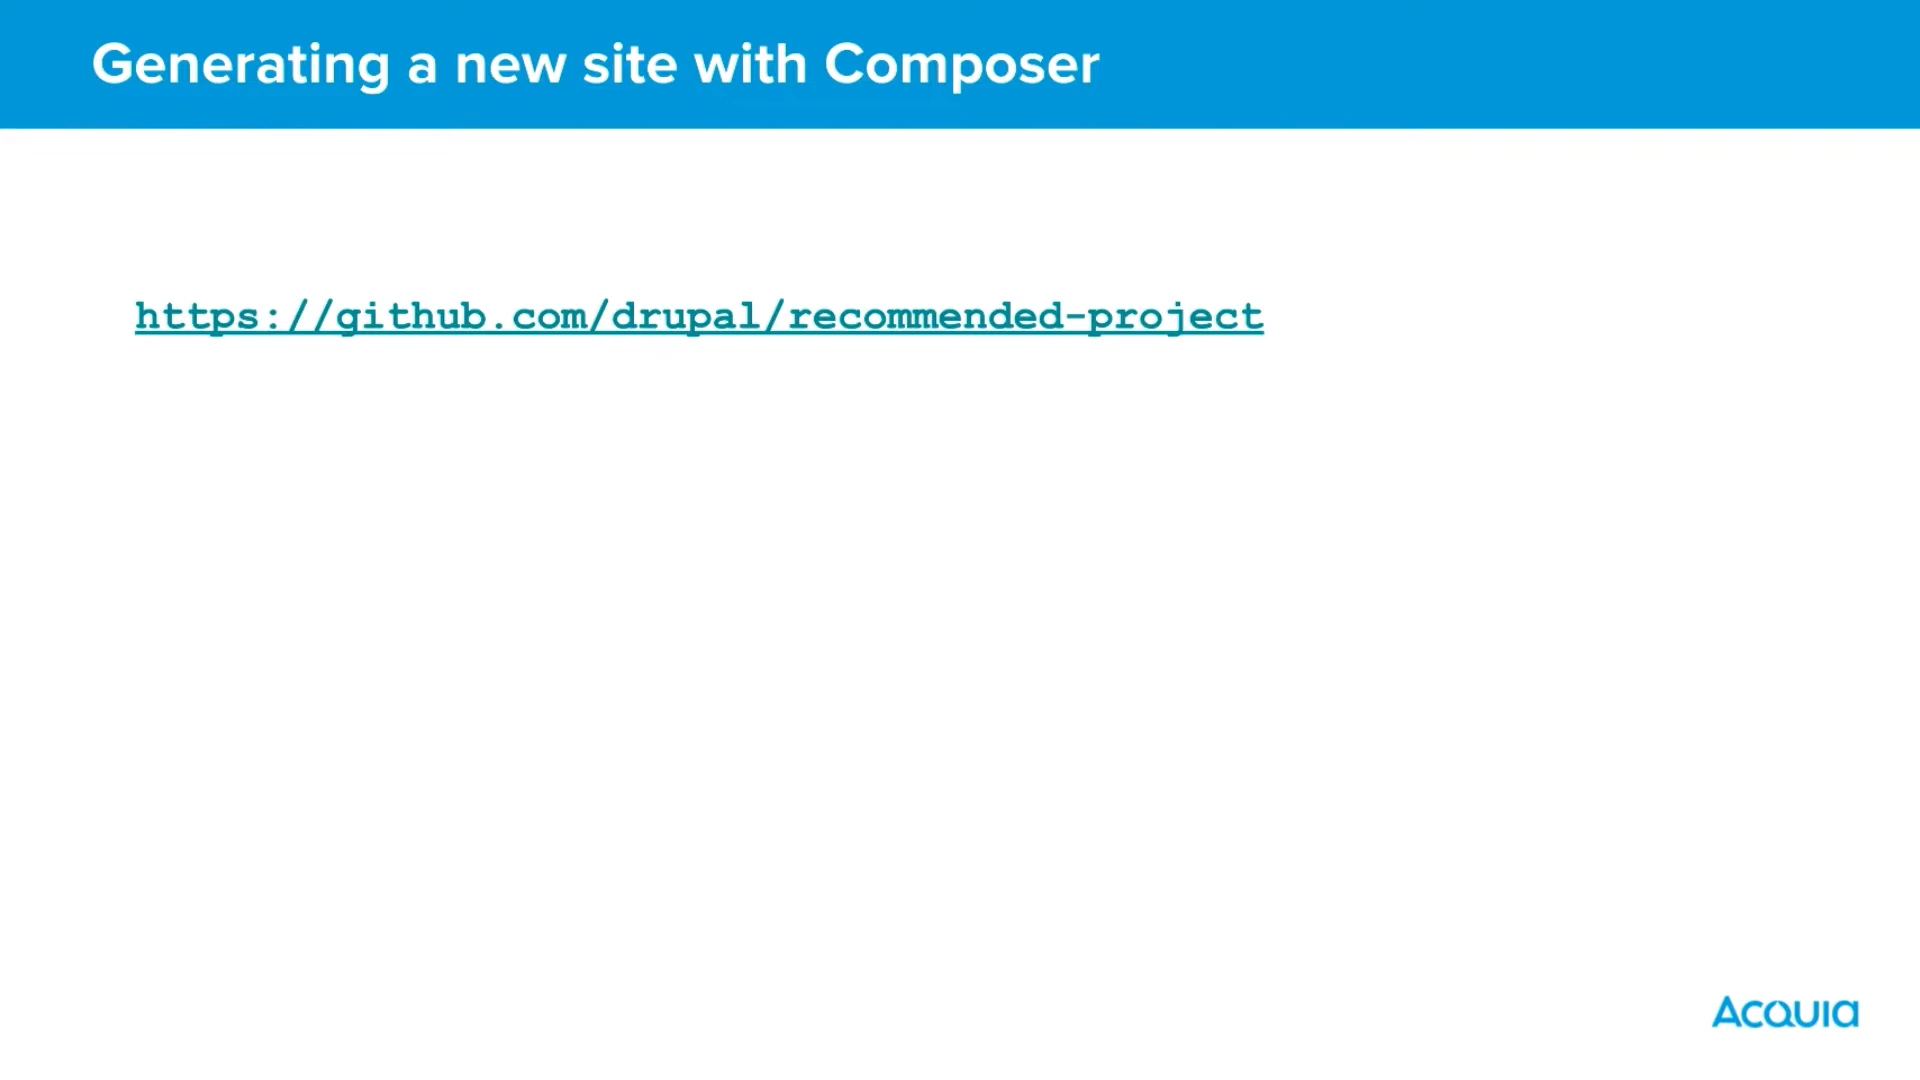 Generating a new site with Composer
https://github.com/drupal/recommended-project
Acquia